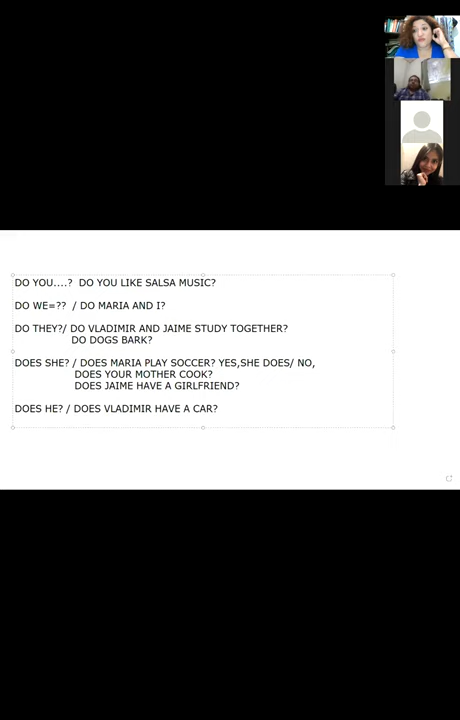 DO YOU....? DO YOU LIKE SALSA MUSIC?
DO WE=?? / DO MARIA AND I?
DO THEY?/ DO VLADIMIR AND JAIME STUDY TOGETHER?
DO DOGS BARK?
DOES SHE? / DOES MARIA PLAY SOCCER? YES,SHE DOES/ NO,
DOES YOUR MOTHER COOK?
DOES JAIME HAVE A GIRLFRIEND?
DOES HE? / DOES VLADIMIR HAVE A CAR?